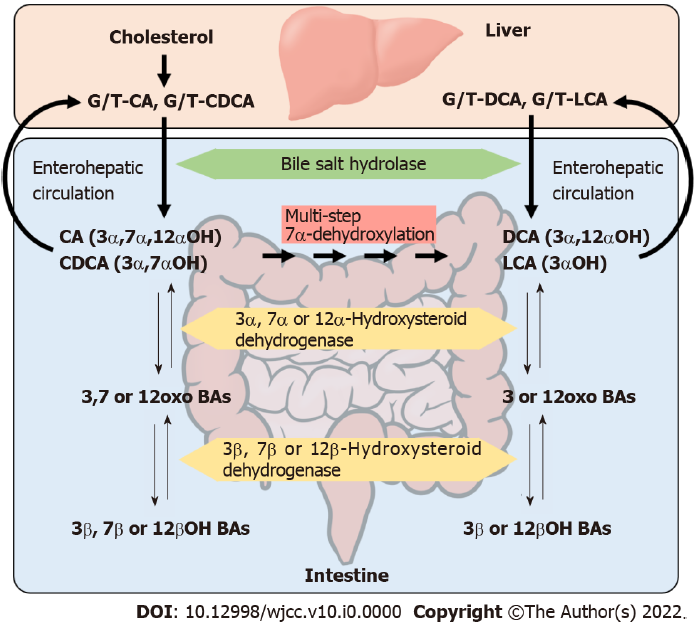 Cholesterol
Liver
G/T-CA, G/T-CDCA
G/T-DCA, G/T-LCA
Enterohepatic
circulation
Bile salt hydrolase
Enterohepatic
circulation
Multi-step
7α-dehydroxylation
CA (3α,7α,12αOH)
CDCA (3α,7αOH)
DCA (3α,12αOH)
LCA (3αOH)
3α, 7α or 12α-Hydroxysteroid
dehydrogenase
3,7 or 12oxo BAs
3 or 12oxo BAs
3β, 7β or 12β-Hydroxysteroid
dehydrogenase
3β, 7β or 12βOH BAs
3β or 12βOH BAs
Intestine
DOI: 10.12998/wjcc.v10.i0.0000 Copyright ©The Author(s) 2022.